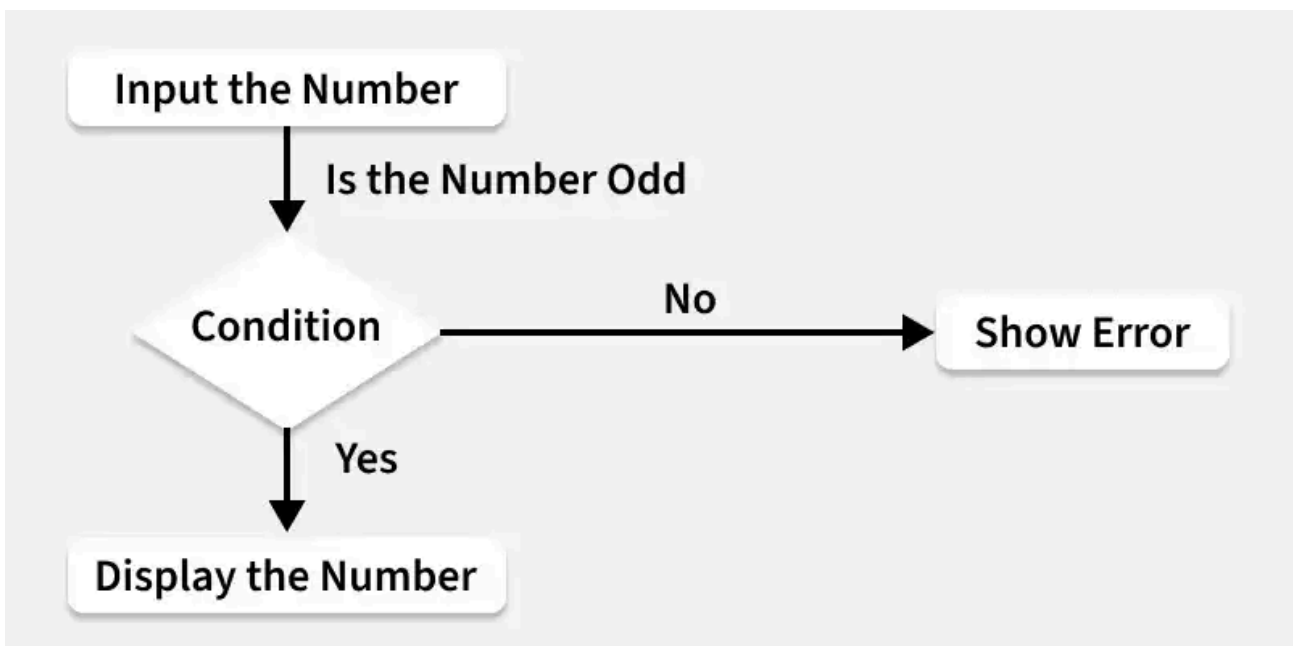 Input the Number
Is the Number Odd
Condition
No
Show Error
Yes
Display the Number